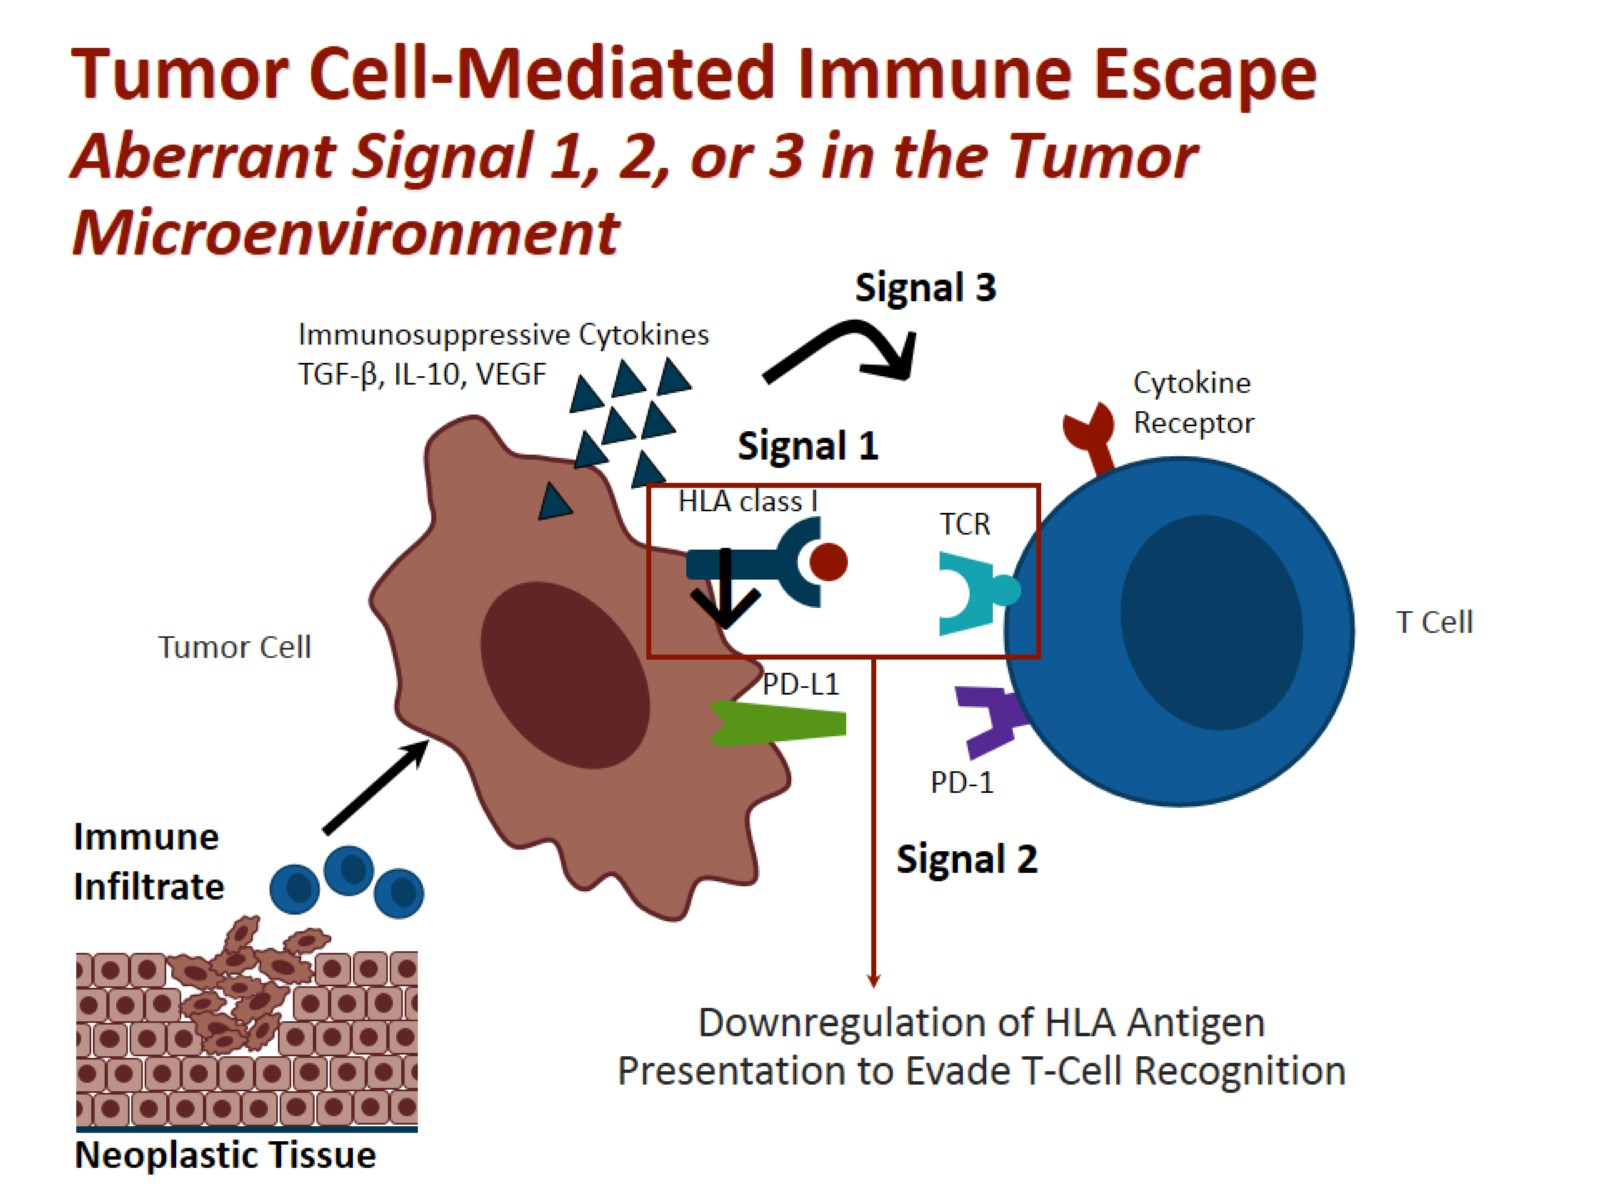 Tumor Cell-Mediated Immune Escape
Aberrant Signal 1, 2, or 3 in the Tumor
Microenvironment
Signal 3
Immunosuppressive Cytokines
TGF-β, IL-10, VEGF
Cytokine
Receptor
Signal 1
HLA class I
TCR
T Cell
Tumor Cell
PD-L1
PD-1
Immune
Infiltrate
Signal 2
Downregulation of HLA Antigen
Presentation to Evade T-Cell Recognition
Neoplastic Tissue